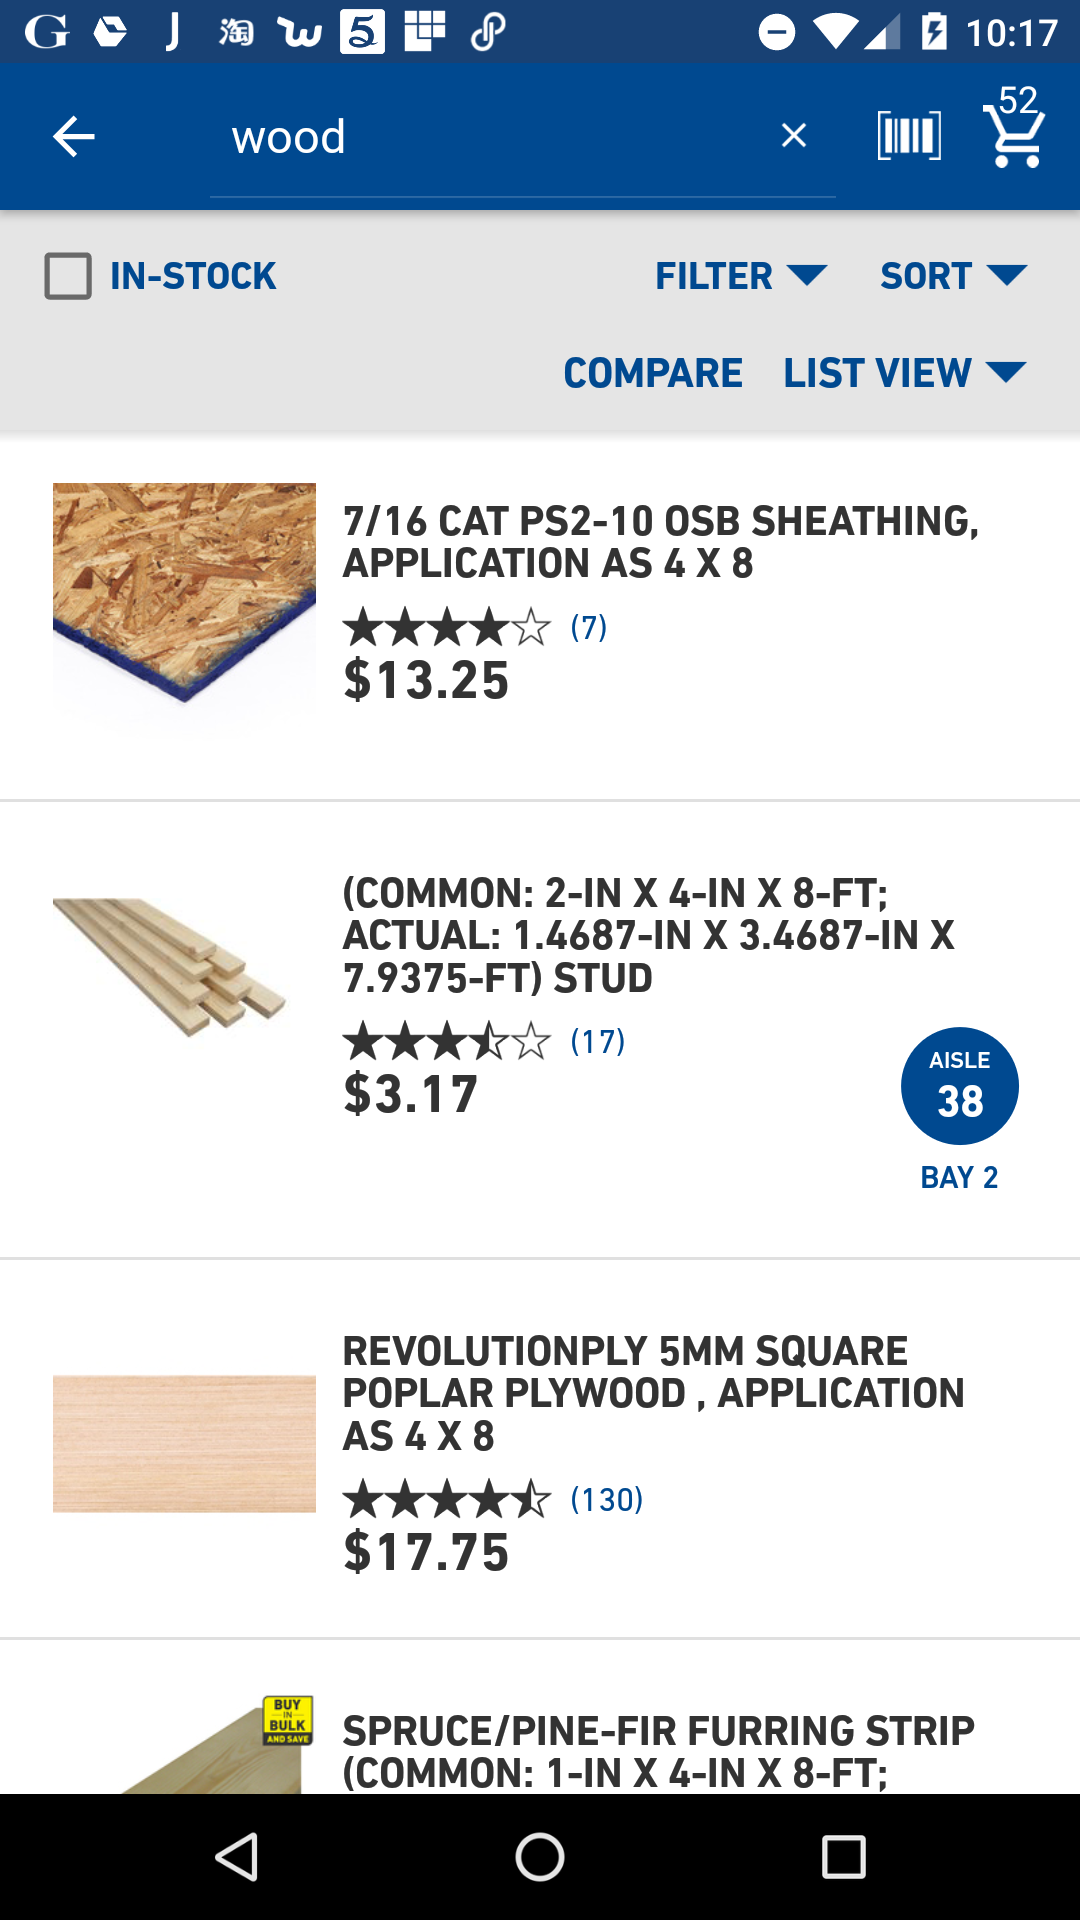 G J 淘 w 5 10:17
wood 52
IN-STOCK FILTER SORT
COMPARE LIST VIEW
7/16 CAT PS2-10 OSB SHEATHING,
APPLICATION AS 4 X 8
(7)
$13.25
(COMMON: 2-IN X 4-IN X 8-FT;
ACTUAL: 1.4687-IN X 3.4687-IN X
7.9375-FT) STUD
(17)
$3.17
AISLE
38
BAY 2
REVOLUTIONPLY 5MM SQUARE
POPLAR PLYWOOD , APPLICATION
AS 4 X 8
(130)
$17.75
BUY
IN
BULK
AND SAVE
SPRUCE/PINE-FIR FURRING STRIP
(COMMON: 1-IN X 4-IN X 8-FT;